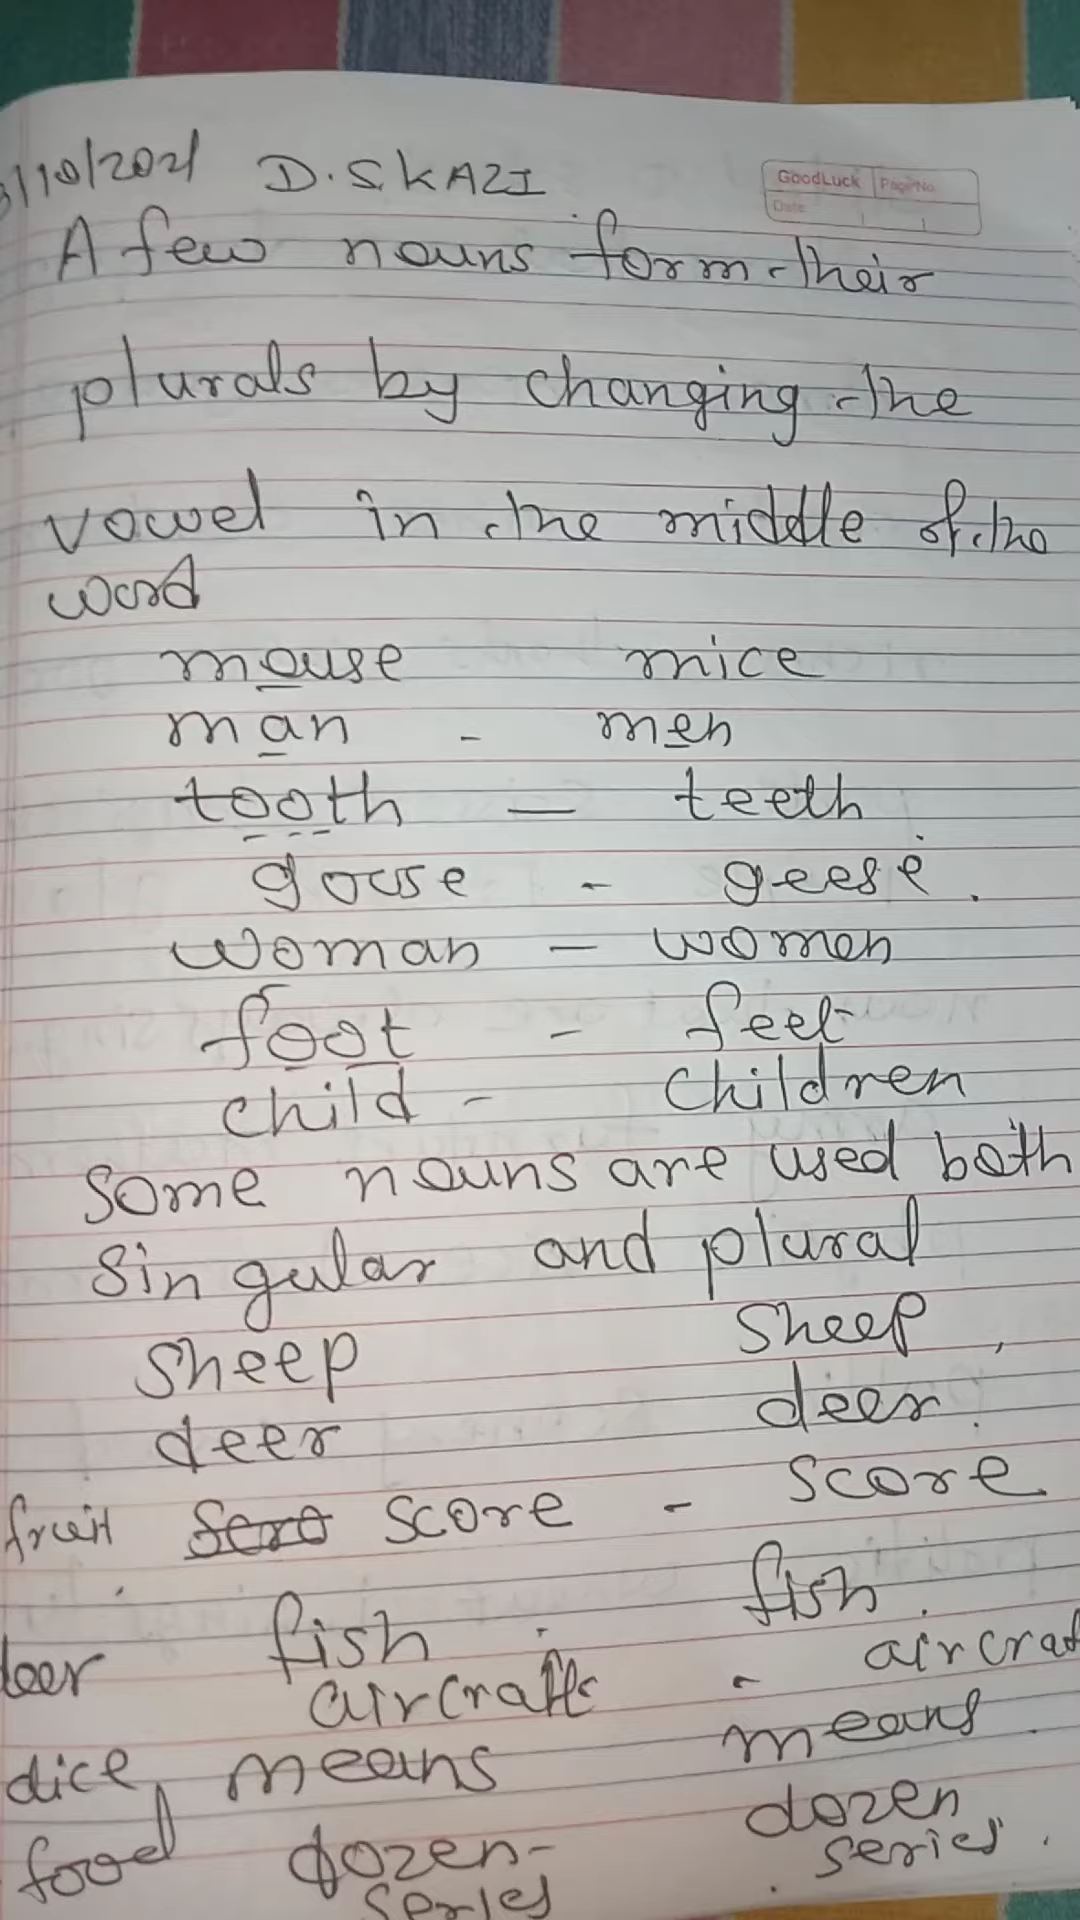 /10/2021 D.S.KAZI
GoodLuck Page No.
Date
A few nouns form their
plurals by changing the
vowel in the middle of the
word
mouse mice
man - men
tooth — teeth
goose - geese.
woman - women
foot - feet
child - children
Some nouns are used both
singular and plural
sheep sheep,
deer deer.
fruit score - score
fish fish.
deer aircraft - aircraf
dice, means means.
food dozen - dozen
series series.